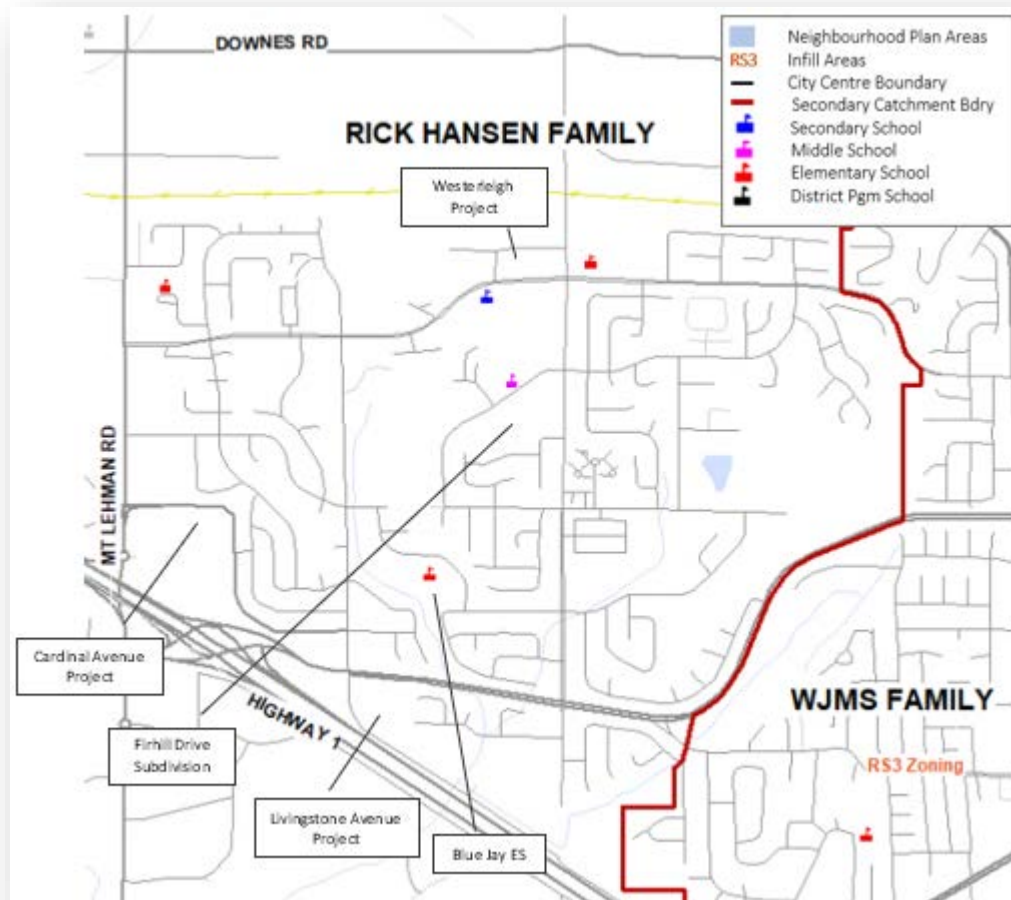 DOWNES RD
Neighbourhood Plan Areas
RS3 Infill Areas
City Centre Boundary
Secondary Catchment Bdry
Secondary School
Middle School
Elementary School
District Pgm School
RICK HANSEN FAMILY
Westerleigh
Project
MT LEHMAN RD
Cardinal Avenue
Project
HIGHWAY 1
WJMS FAMILY
Firhill Drive
Subdivision
RS3 Zoning
Livingstone Avenue
Project
Blue Jay ES